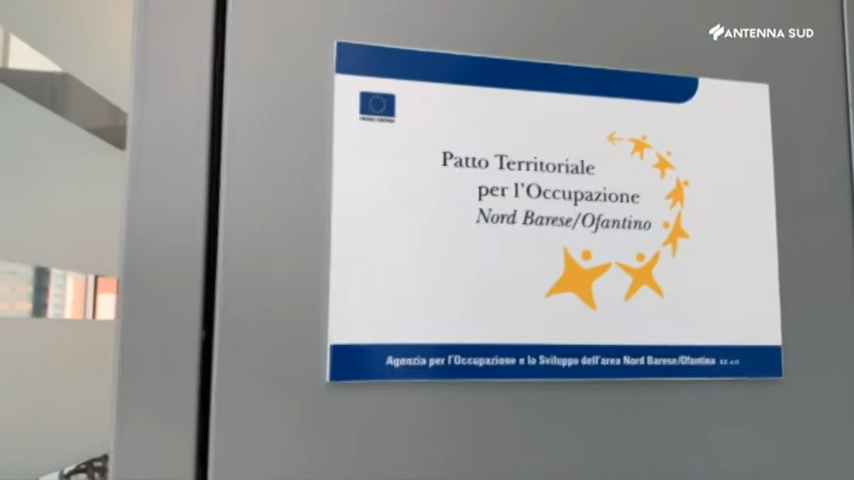 ANTENNA SUD
Patto Territoriale
per l'Occupazione
Nord Barese/Ofantino
Agenzia per l'Occupazione e lo Sviluppo dell'area Nord Barese/Ofantina